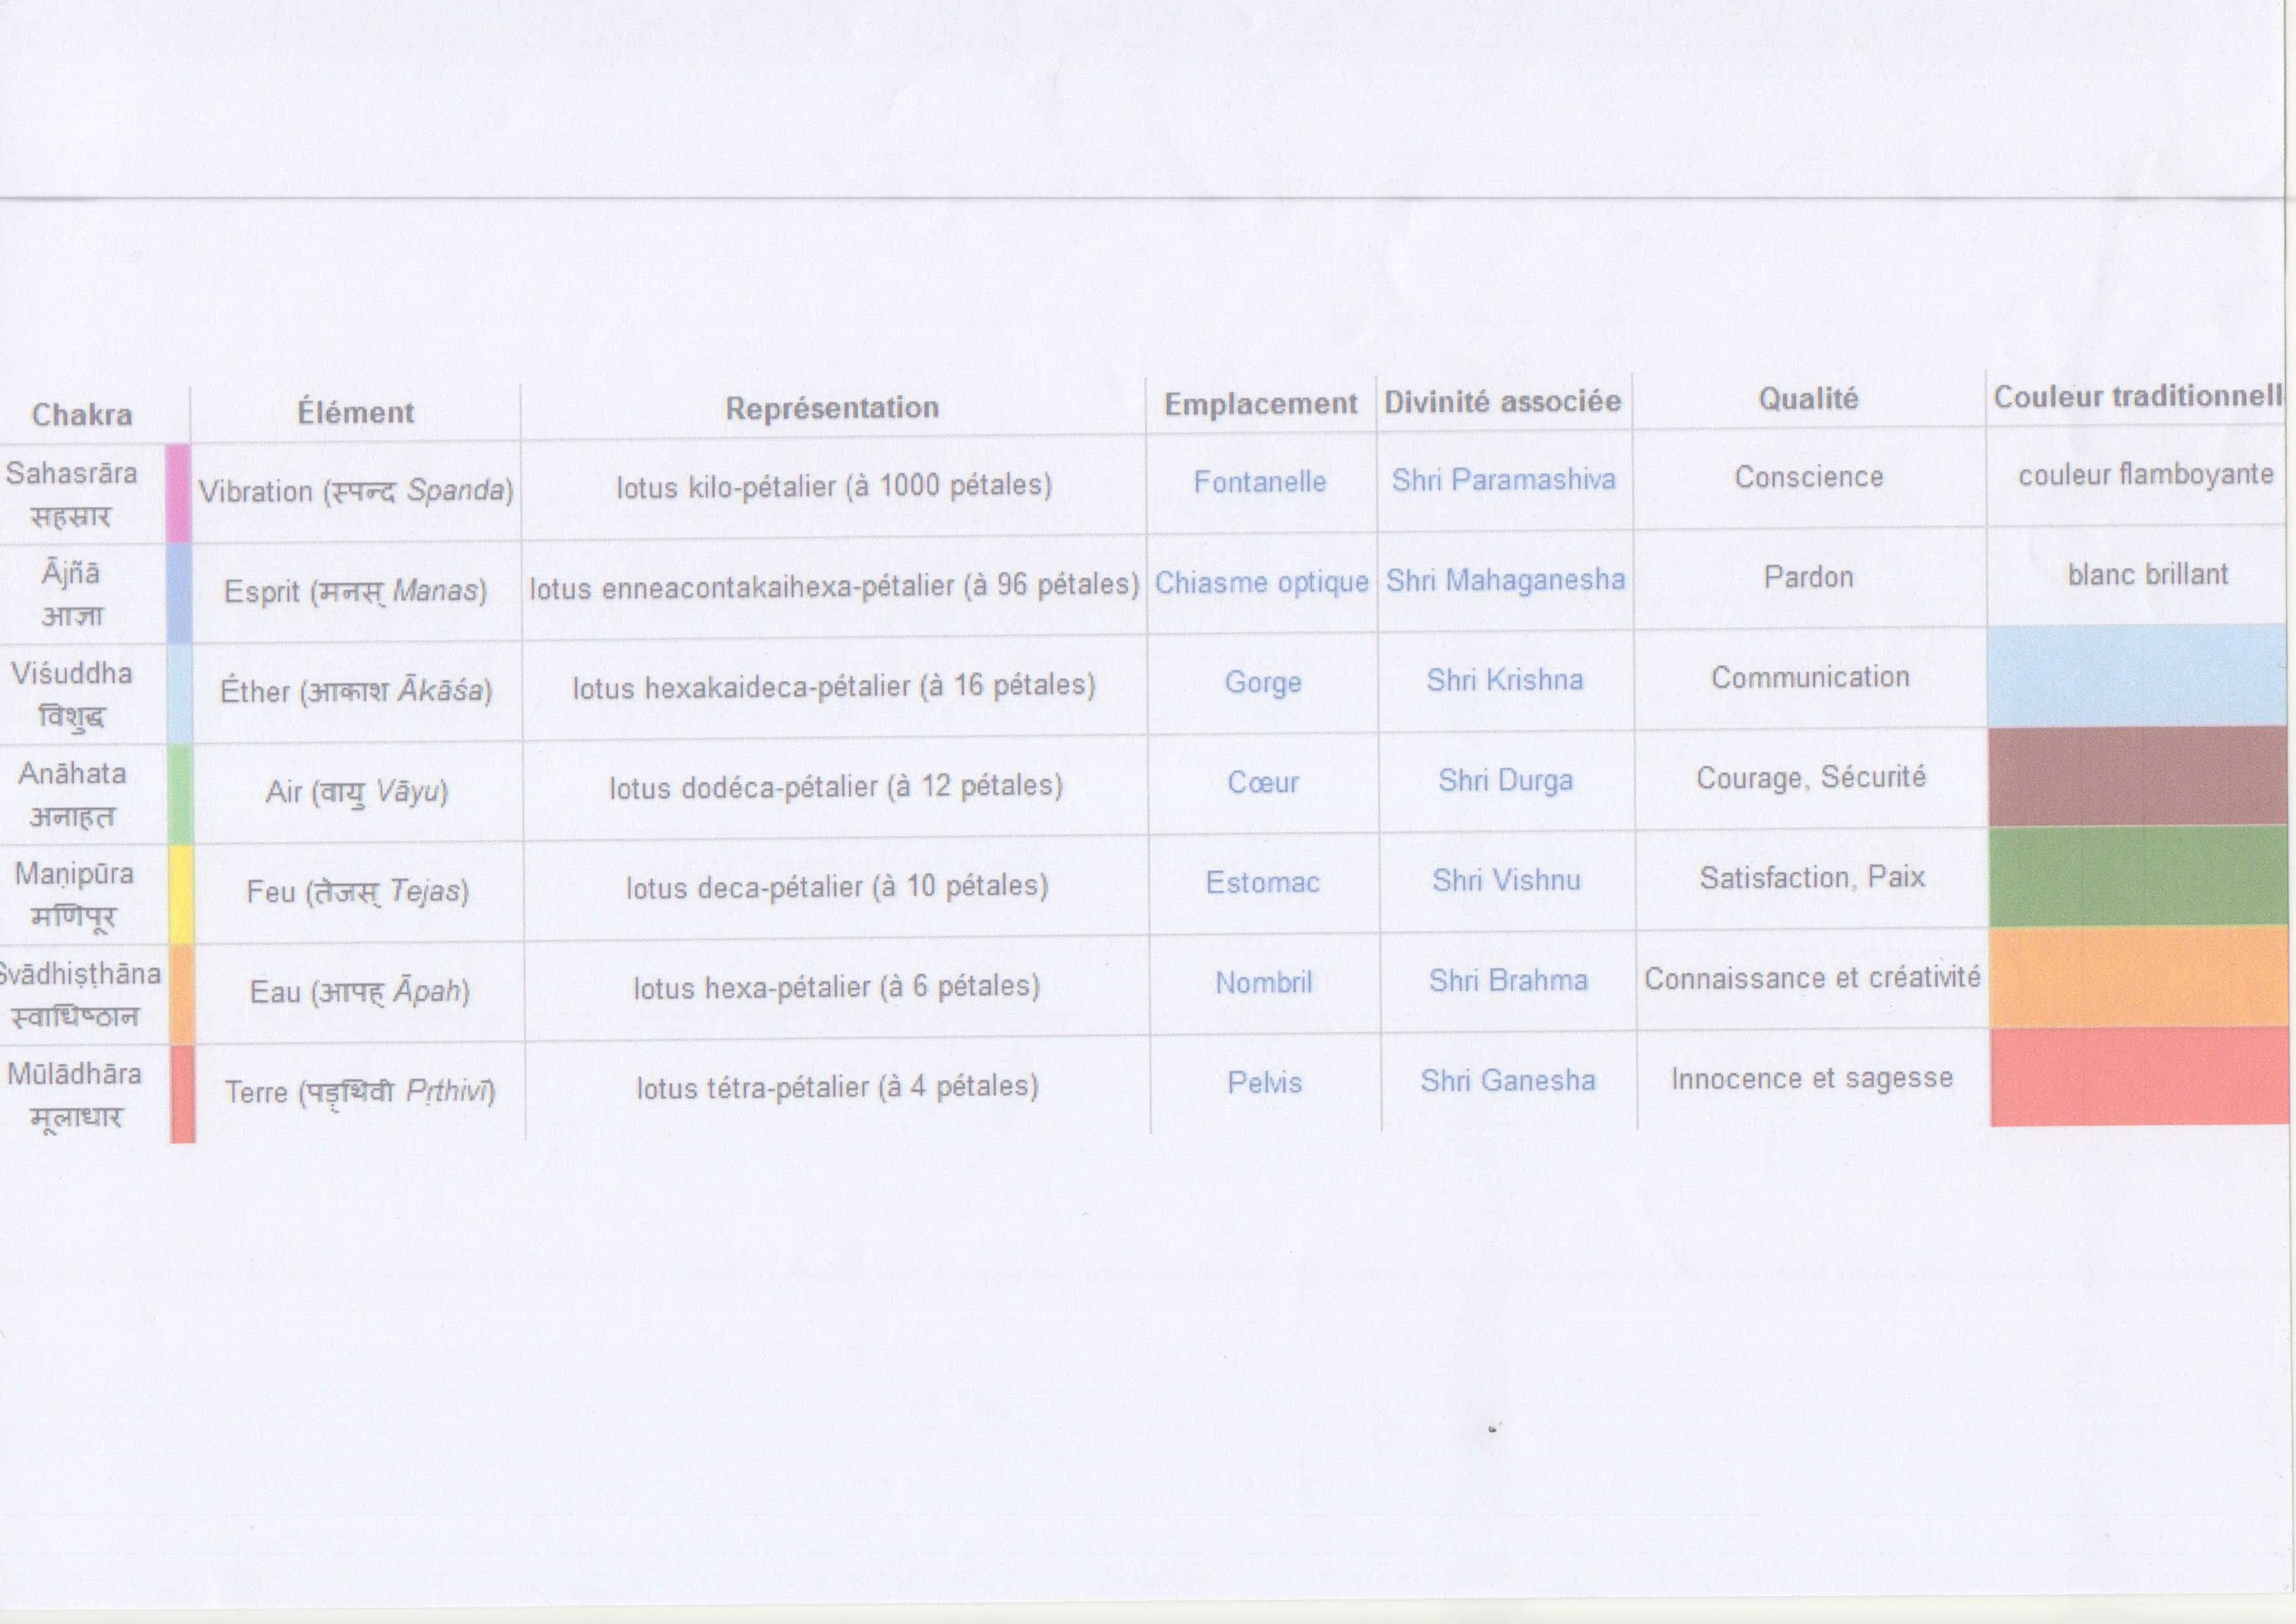 Chakra Élément Représentation Emplacement Divinité associée Qualité Couleur traditionnell
Sahasrāra
सहस्रार
Vibration (स्पन्द Spanda) lotus kilo-pétalier (à 1000 pétales) Fontanelle Shri Paramashiva Conscience couleur flamboyante
Ājñā
आज्ञा
Esprit (मनस् Manas) lotus enneacontakaihexa-pétalier (à 96 pétales) Chiasme optique Shri Mahaganesha Pardon blanc brillant
Viśuddha
विशुद्ध
Éther (आकाश Ākāśa) lotus hexakaideca-pétalier (à 16 pétales) Gorge Shri Krishna Communication
Anāhata
अनाहत
Air (वायु Vāyu) lotus dodéca-pétalier (à 12 pétales) Cœur Shri Durga Courage, Sécurité
Maṇipūra
मणिपूर
Feu (तेजस् Tejas) lotus deca-pétalier (à 10 pétales) Estomac Shri Vishnu Satisfaction, Paix
Svādhiṣṭhāna
स्वाधिष्ठान
Eau (आपह् Āpah) lotus hexa-pétalier (à 6 pétales) Nombril Shri Brahma Connaissance et créativité
Mūlādhāra
मूलाधार
Terre (पड़्थिवी Pṛthivī) lotus tétra-pétalier (à 4 pétales) Pelvis Shri Ganesha Innocence et sagesse